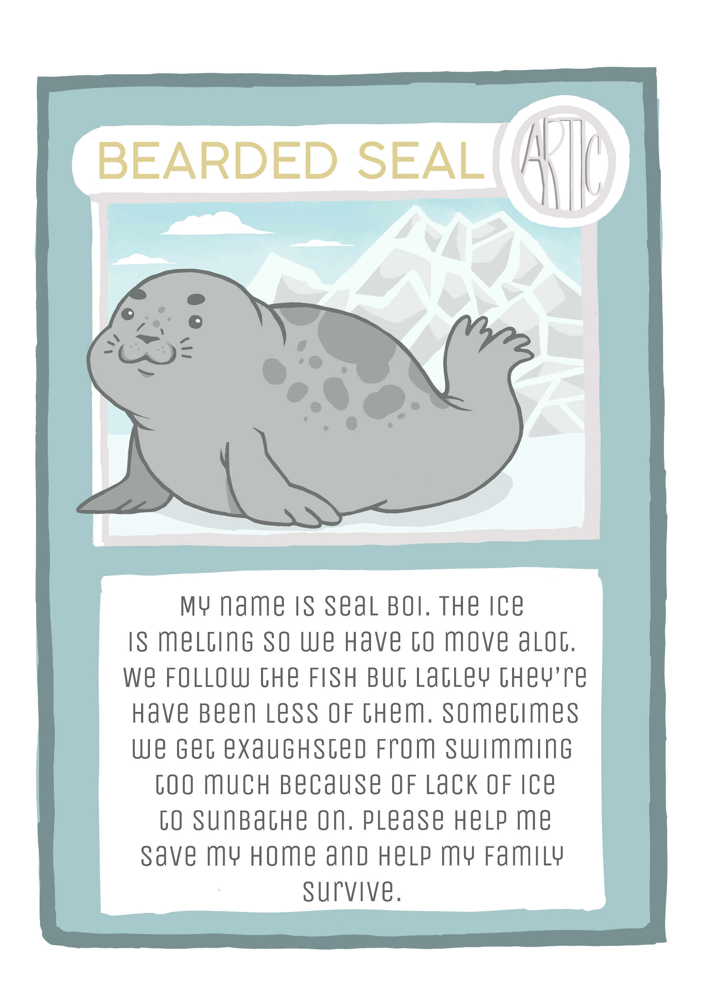 BEARDED SEAL
ARTIC
My name is Seal Boi. The ice
is melting so we have to move alot.
We follow the fish but latley they're
have been less of them. Sometimes
we get exaughsted from swimming
too much because of lack of ice
to sunbathe on. Please help me
save my home and help my family
survive.